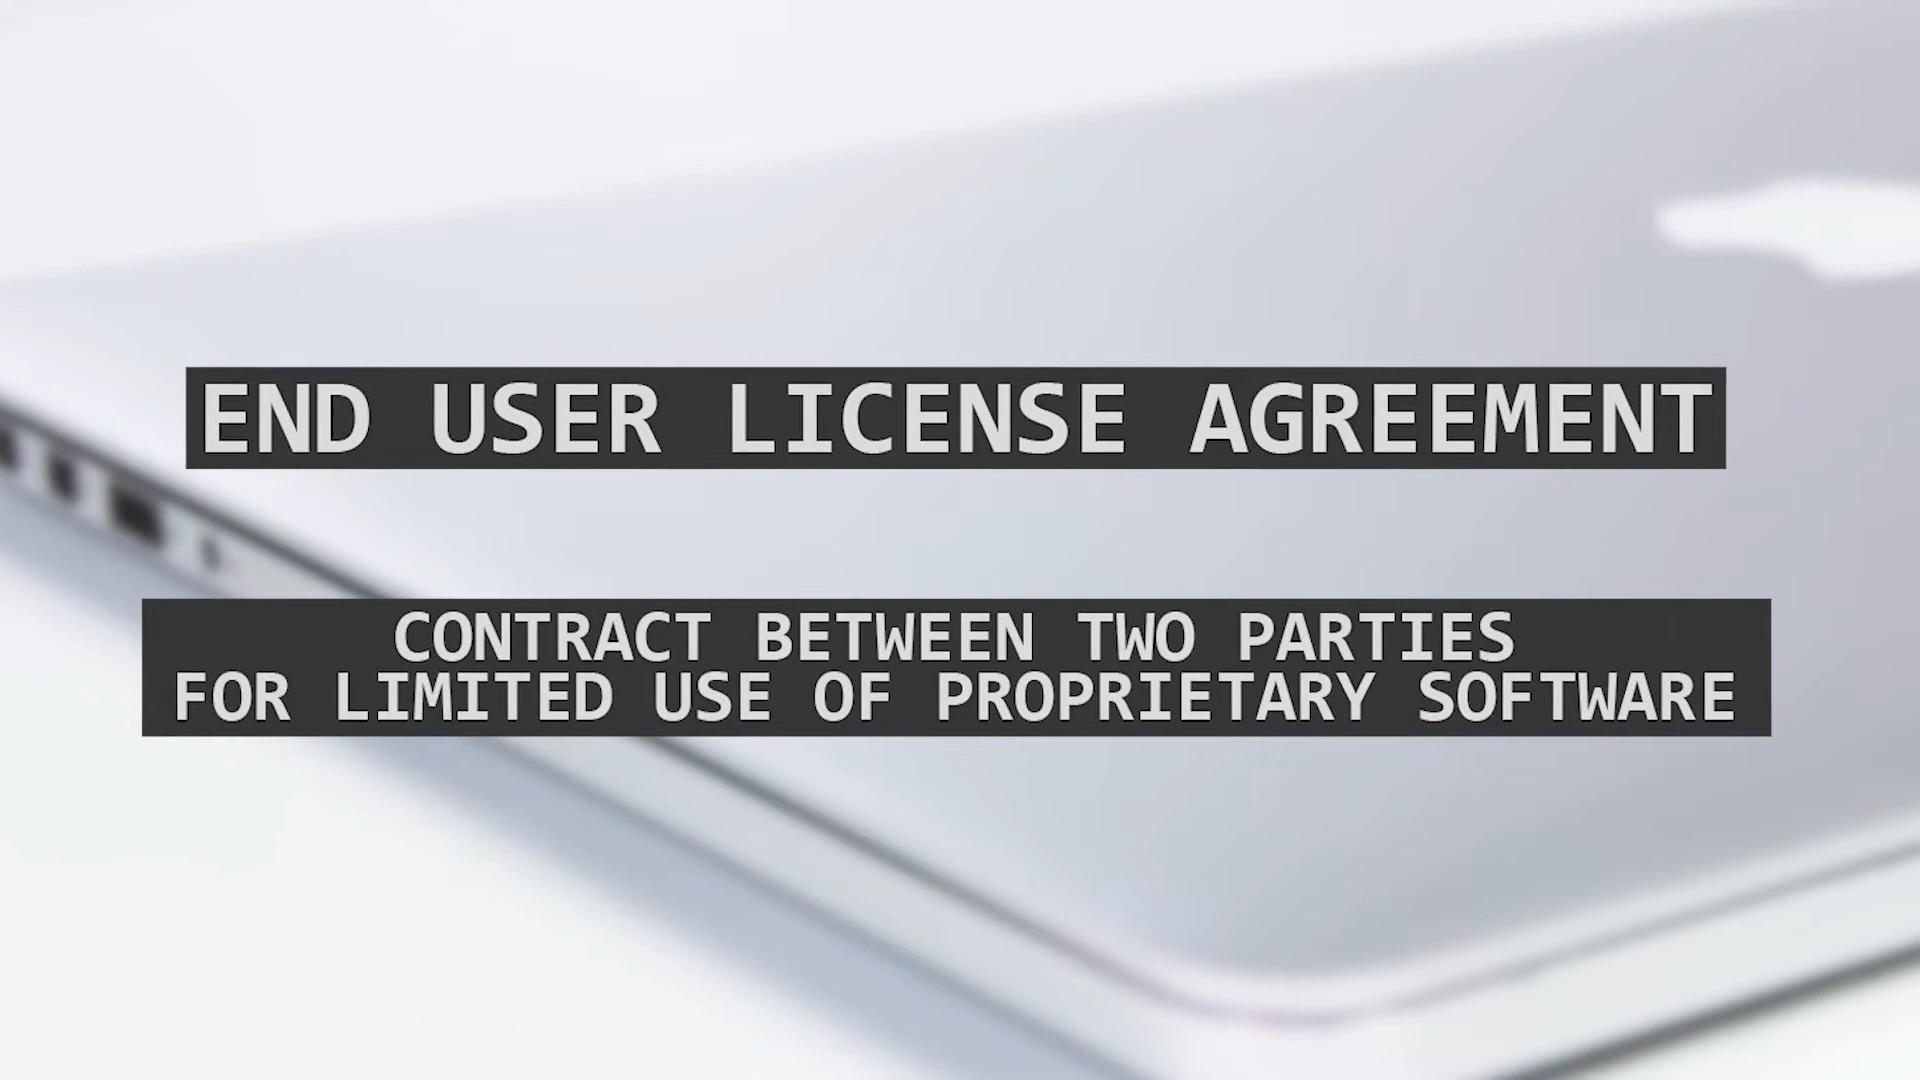 END USER LICENSE AGREEMENT
CONTRACT BETWEEN TWO PARTIES
FOR LIMITED USE OF PROPRIETARY SOFTWARE